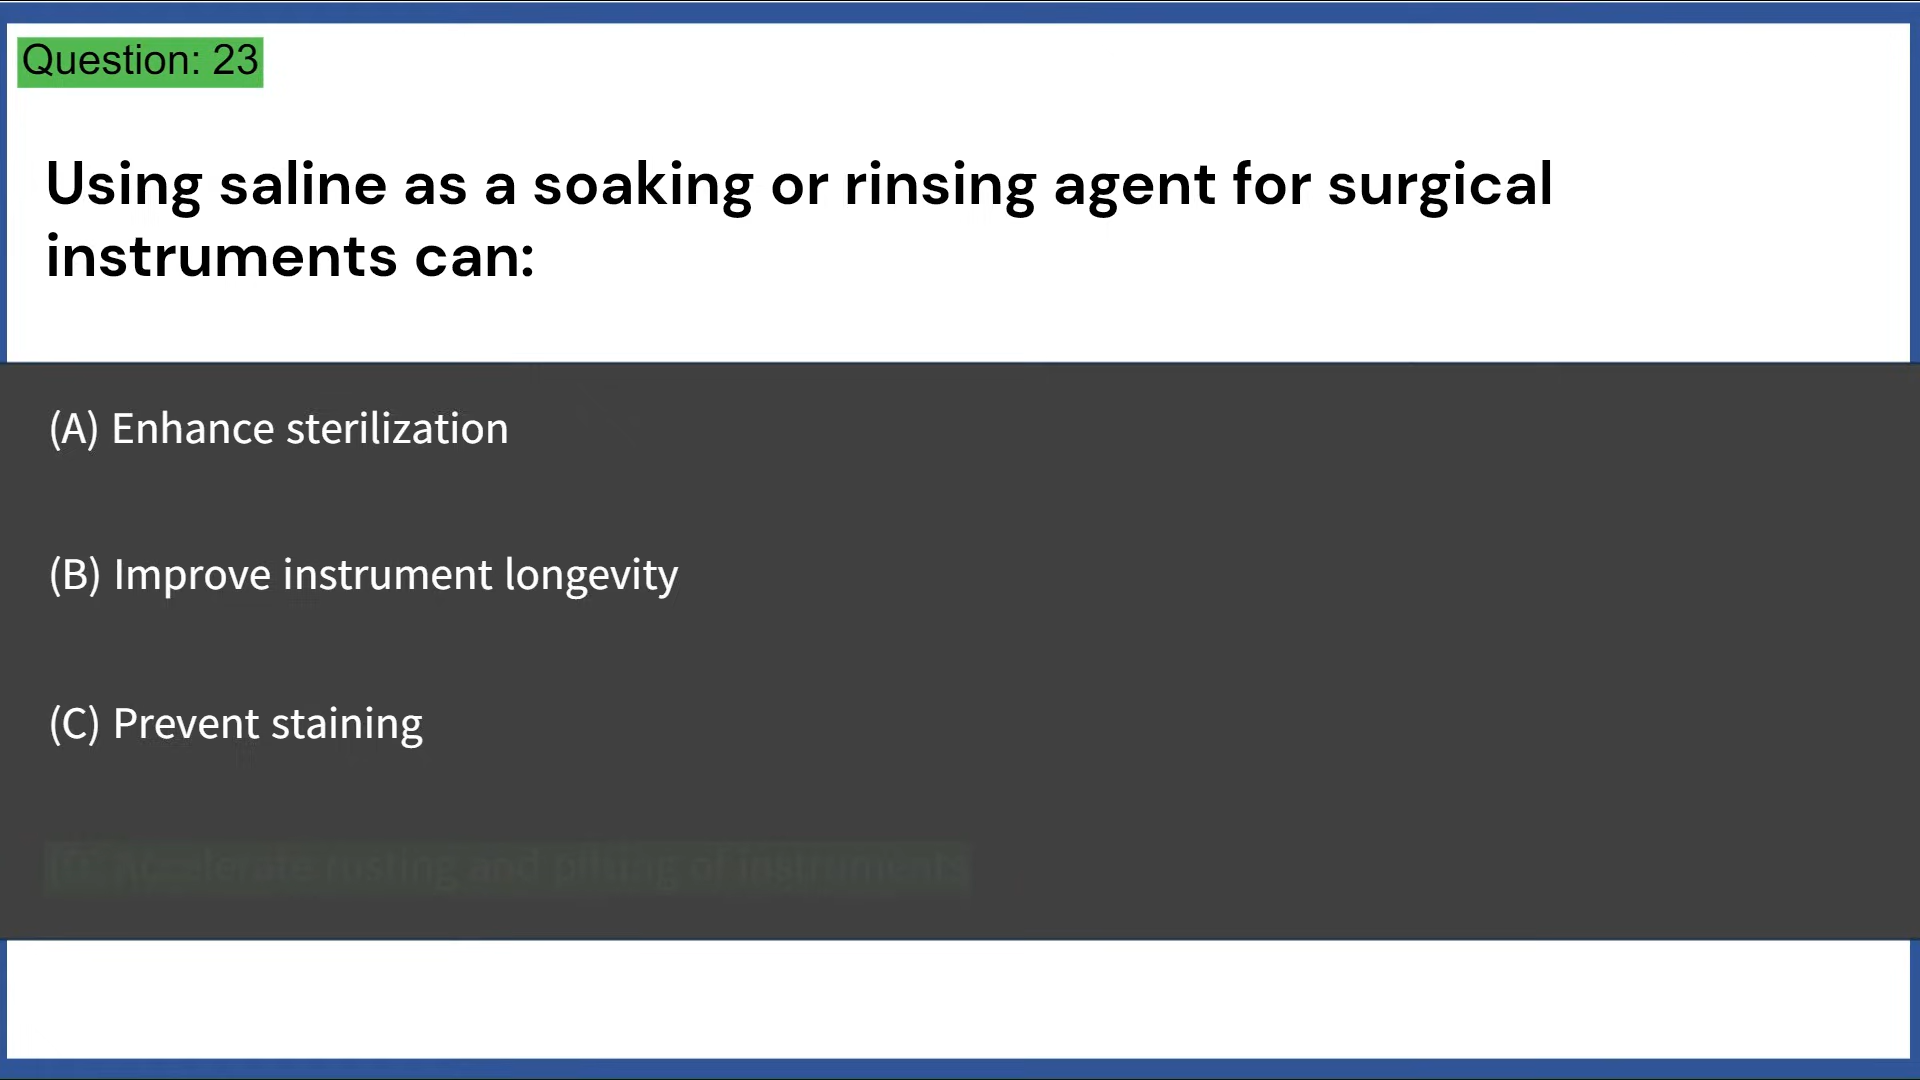 Question: 23
Using saline as a soaking or rinsing agent for surgical
instruments can:
(A) Enhance sterilization
(B) Improve instrument longevity
(C) Prevent staining
(D) Accelerate rusting and pitting of instruments